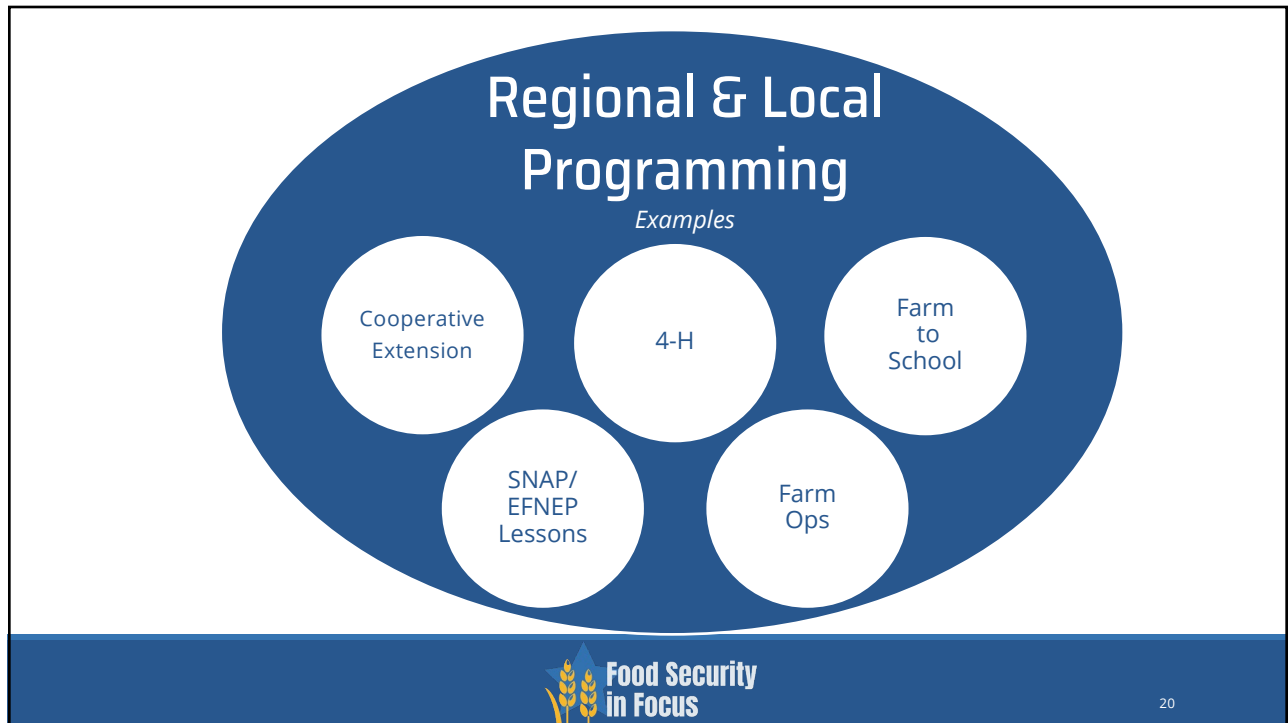 Regional & Local
Programming
Examples
Cooperative
Extension
4-H
Farm
to
School
SNAP/
EFNEP
Lessons
Farm
Ops
Food Security
in Focus
20